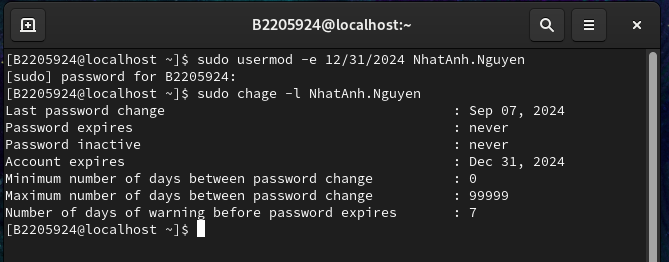 B2205924@localhost:~
[B2205924@localhost ~]$ sudo usermod -e 12/31/2024 NhatAnh.Nguyen
[sudo] password for B2205924:
[B2205924@localhost ~]$ sudo chage -l NhatAnh.Nguyen
Last password change : Sep 07, 2024
Password expires : never
Password inactive : never
Account expires : Dec 31, 2024
Minimum number of days between password change : 0
Maximum number of days between password change : 99999
Number of days of warning before password expires : 7
[B2205924@localhost ~]$